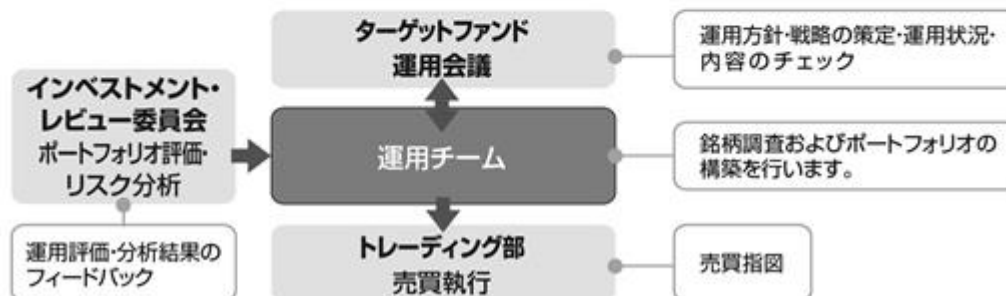 ターゲットファンド
運用会議
運用方針・戦略の策定・運用状況・
内容のチェック
インベストメント・
レビュー委員会
ポートフォリオ評価・
リスク分析
運用チーム
銘柄調査およびポートフォリオの
構築を行います。
運用評価・分析結果の
フィードバック
トレーディング部
売買執行
売買指図